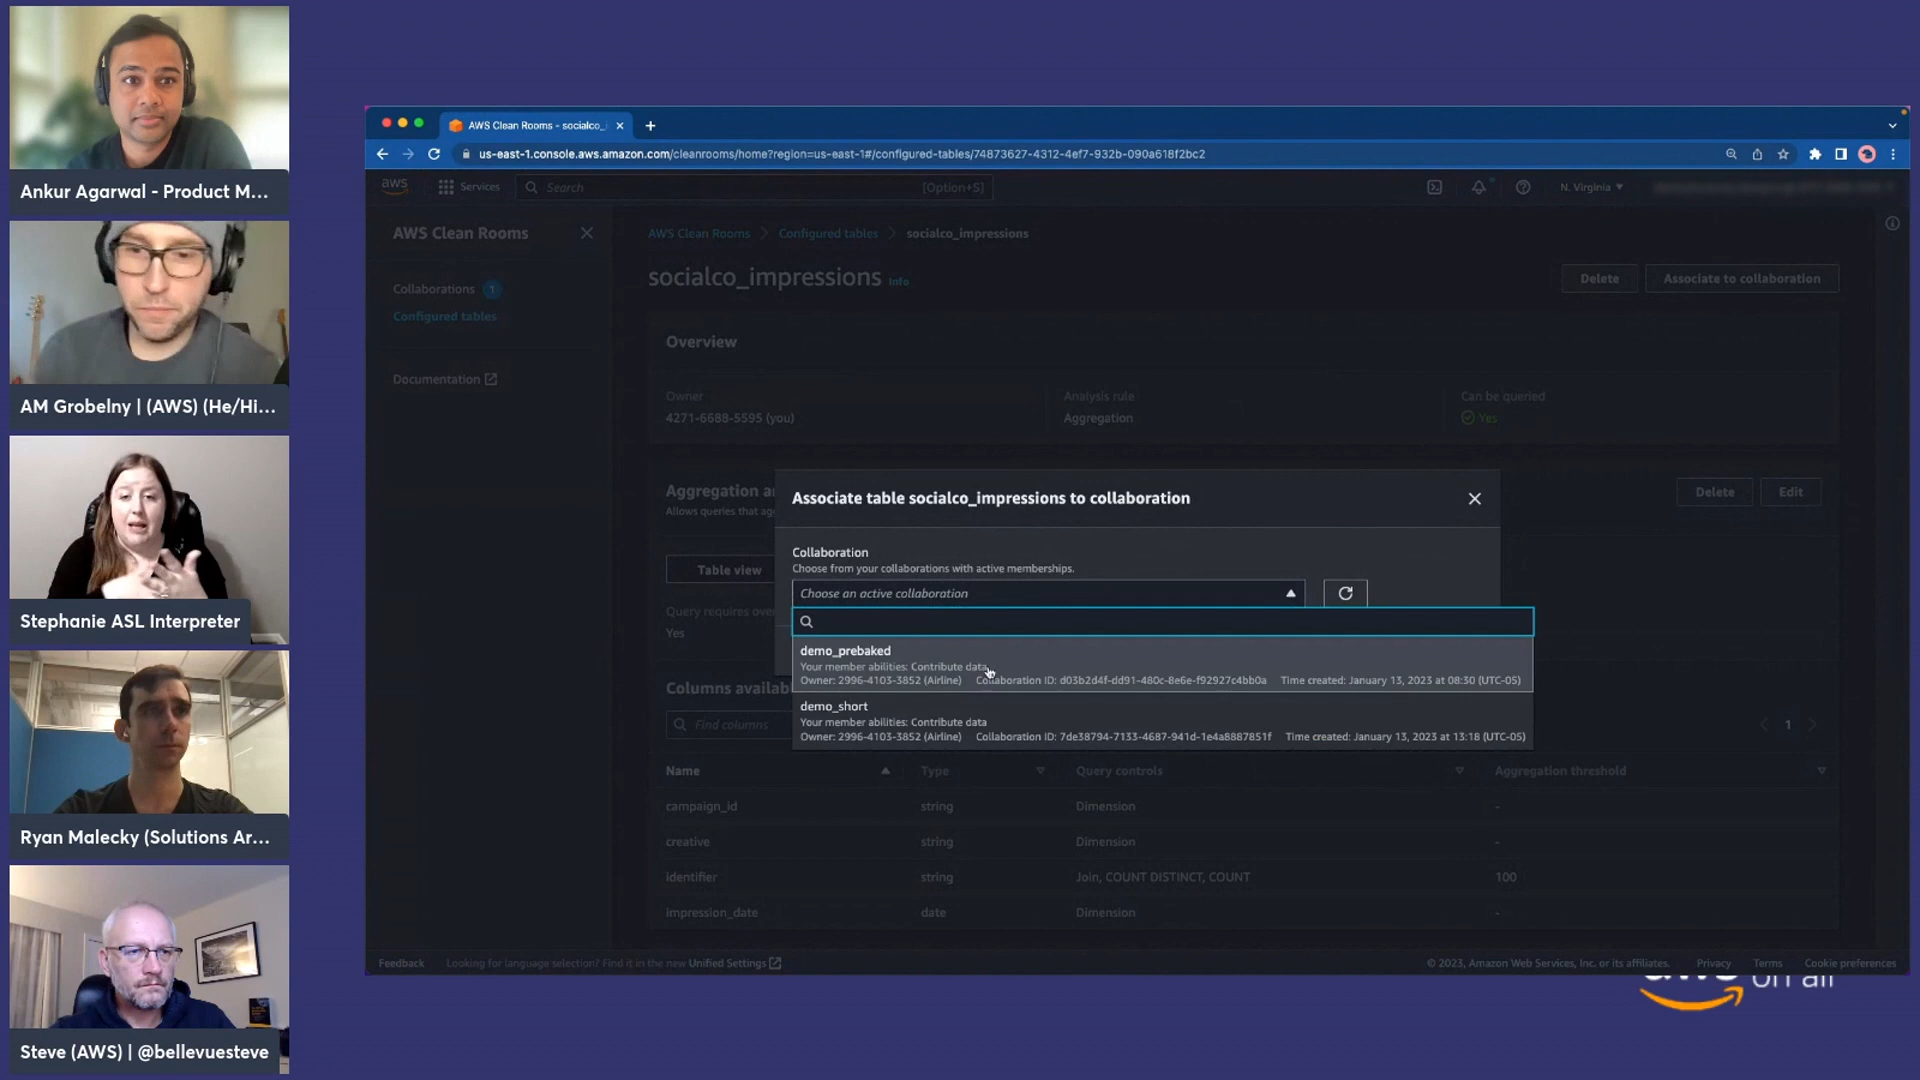 Ankur Agarwal - Product M...
AM Grobelny | (AWS) (He/Hi...
Stephanie ASL Interpreter
Ryan Malecky (Solutions Ar...
Steve (AWS) | @bellevuesteve
AWS Clean Rooms - socialco_i
us-east-1.console.aws.amazon.com/cleanrooms/home?region=us-east-1#/configured-tables/74873627-4312-4ef7-932b-090a618f2bc2
aws
Services
Search
[Option+S]
N. Virginia
AWS Clean Rooms
Collaborations 1
Configured tables
Documentation
AWS Clean Rooms
Configured tables
socialco_impressions
socialco_impressions Info
Delete
Associate to collaboration
Overview
Owner
4271-6688-5595 (you)
Analysis rule
Aggregation
Can be queried
Yes
Aggregation a
Allows queries that ag
Delete
Edit
Table view
Query requires over
Yes
Associate table socialco_impressions to collaboration
Collaboration
Choose from your collaborations with active memberships.
Choose an active collaboration
demo_prebaked
Your member abilities: Contribute data
Owner: 2996-4103-3852 (Airline) Collaboration ID: d03b2d4f-dd91-480c-8e6e-f92927c4bb0a Time created: January 13, 2023 at 08:30 (UTC-05)
demo_short
Your member abilities: Contribute data
Owner: 2996-4103-3852 (Airline) Collaboration ID: 7de38794-7133-4687-941d-1e4a8887851f Time created: January 13, 2023 at 13:18 (UTC-05)
Columns availab
Find columns
1
Name Type Query controls Aggregation threshold
campaign_id string Dimension -
creative string Dimension -
identifier string Join, COUNT DISTINCT, COUNT 100
impression_date date Dimension -
Feedback Looking for language selection? Find it in the new Unified Settings
© 2023, Amazon Web Services, Inc. or its affiliates. Privacy Terms Cookie preferences
aws on air